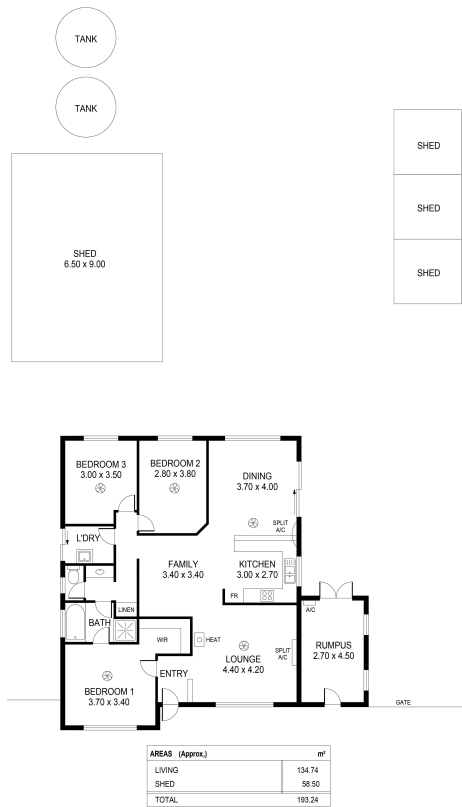 TANK
TANK
SHED
SHED
SHED
SHED
6.50 x 9.00
BEDROOM 3
3.00 x 3.50
BEDROOM 2
2.80 x 3.80
DINING
3.70 x 4.00
SPLIT
A/C
L'DRY
FAMILY
3.40 x 3.40
KITCHEN
3.00 x 2.70
FR
LINEN
BATH
A/C
W/R
HEAT
SPLIT
A/C
RUMPUS
2.70 x 4.50
LOUNGE
4.40 x 4.20
ENTRY
BEDROOM 1
3.70 x 3.40
GATE
AREAS (Approx,) m²
LIVING 134.74
SHED 58.50
TOTAL 193.24